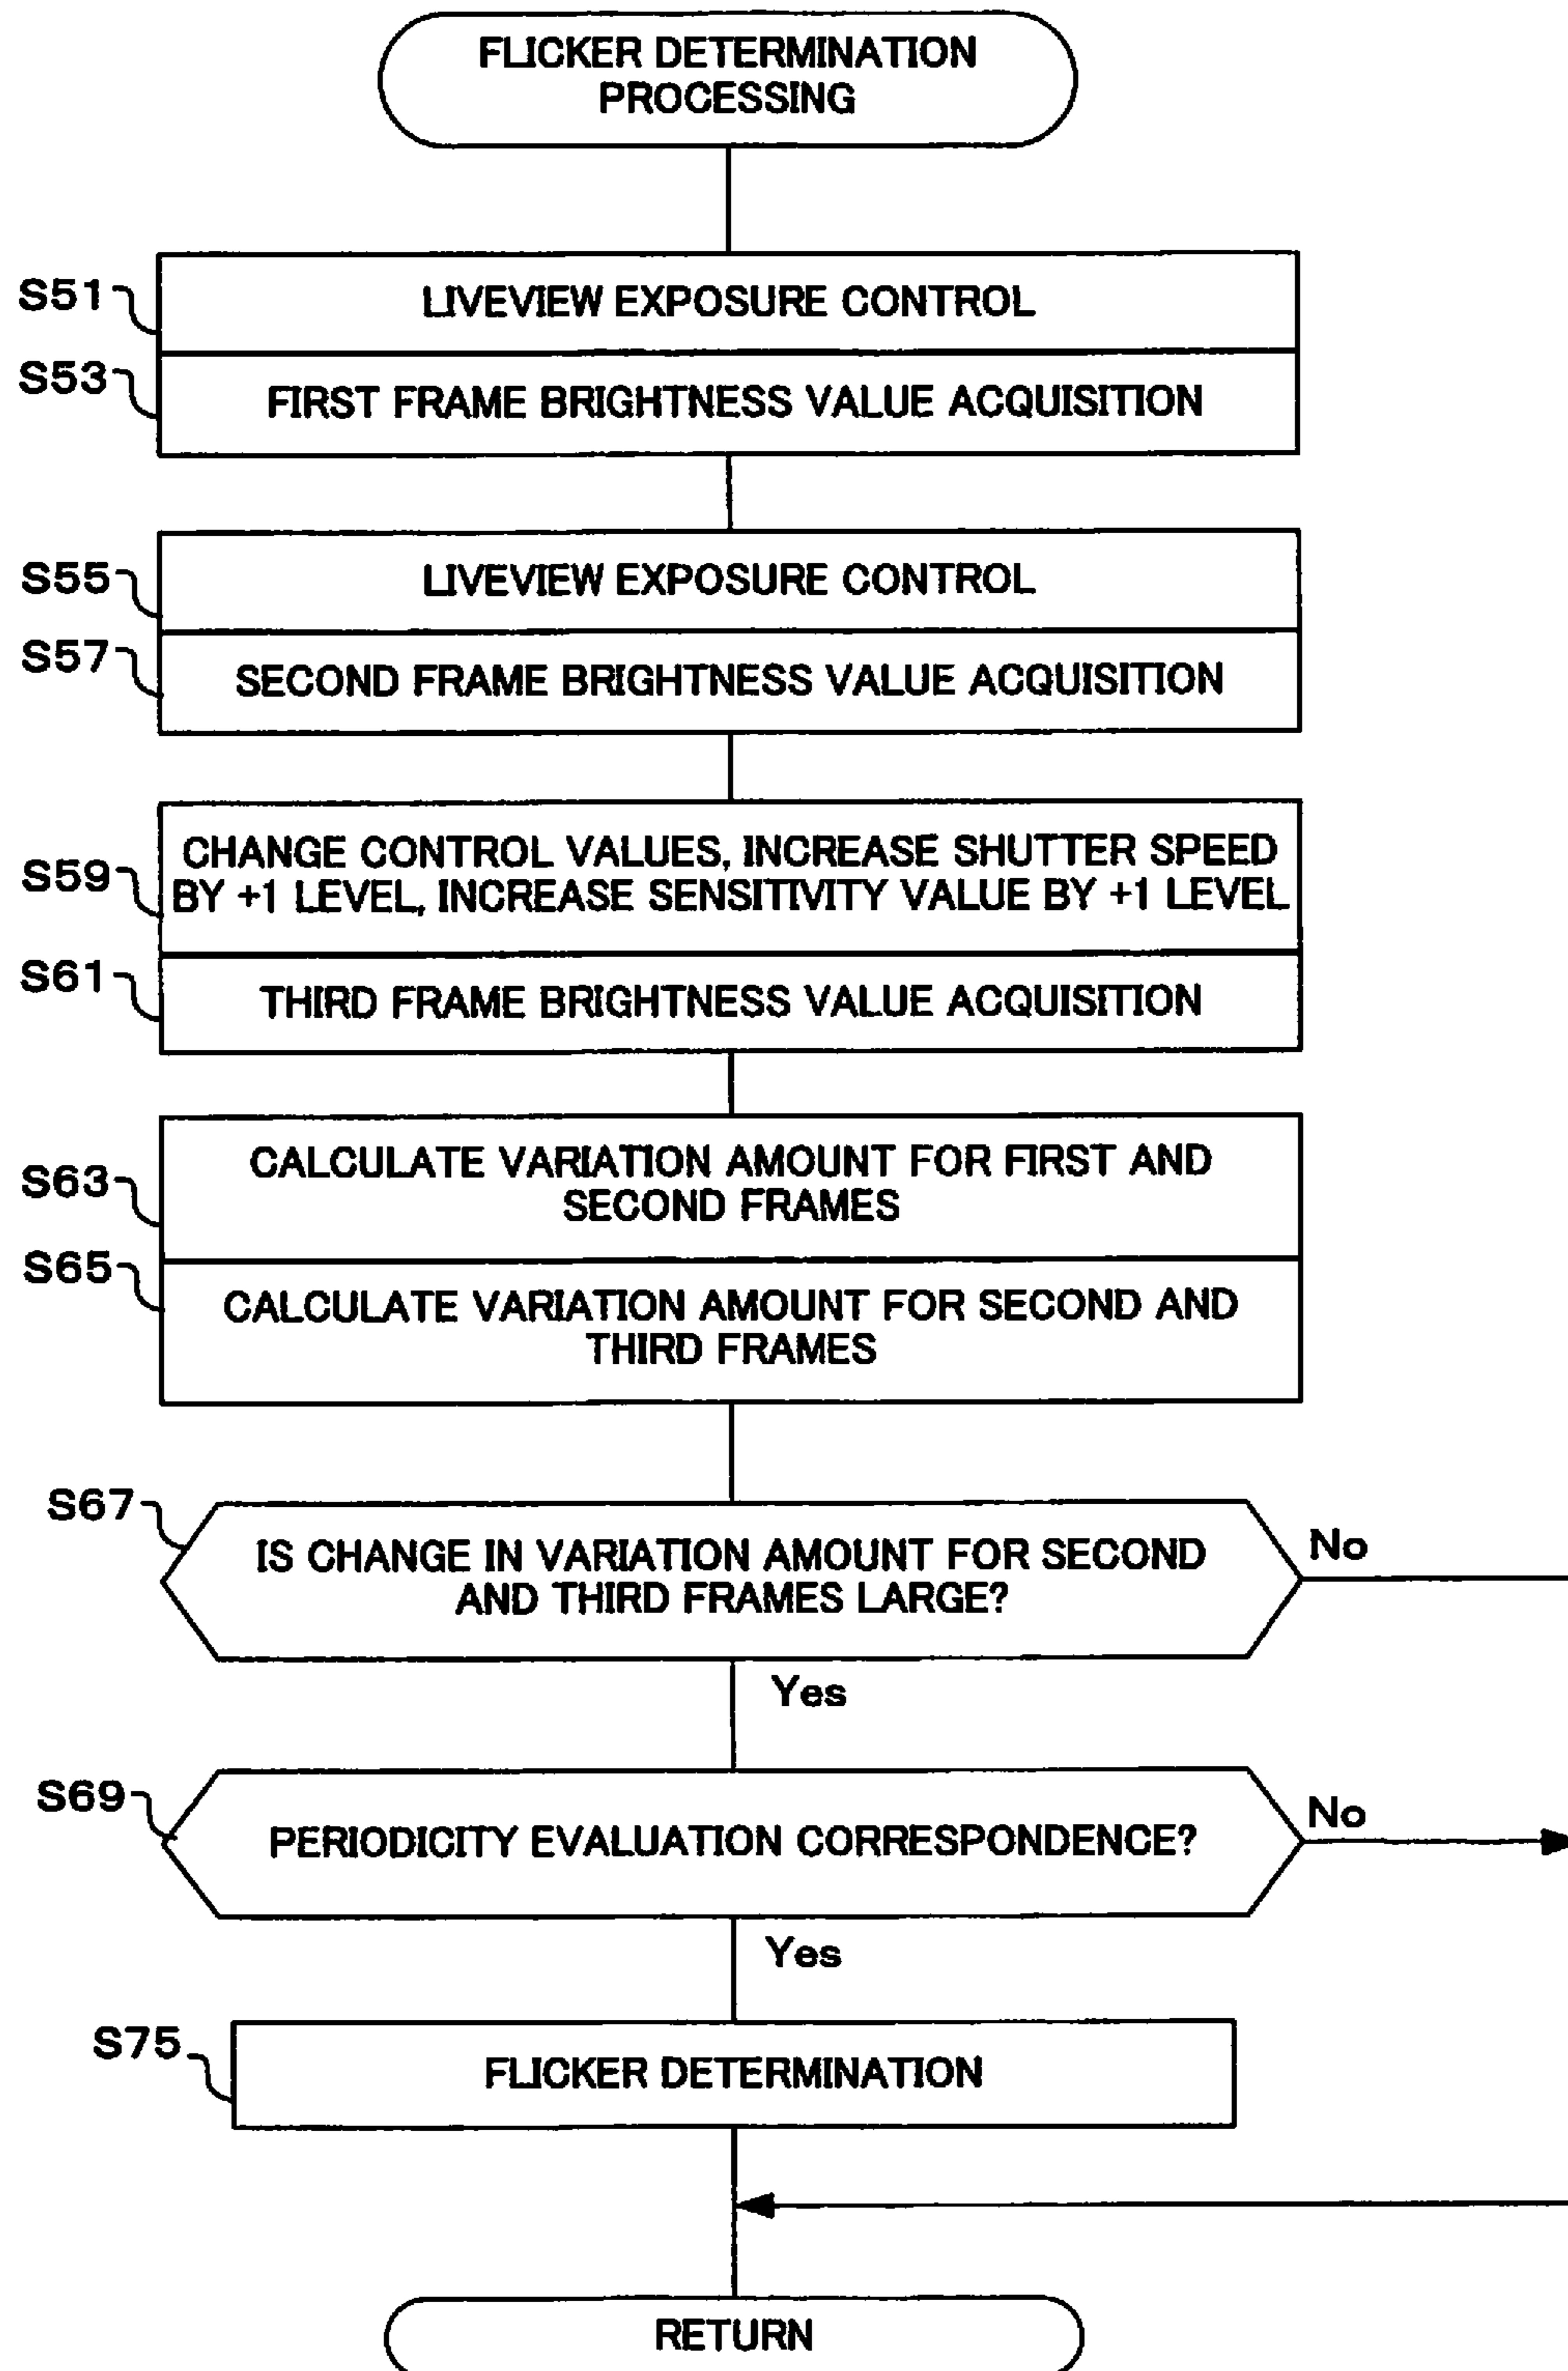 FLICKER DETERMINATION
PROCESSING
S51
LIVEVIEW EXPOSURE CONTROL
S53
FIRST FRAME BRIGHTNESS VALUE ACQUISITION
S55
LIVEVIEW EXPOSURE CONTROL
S57
SECOND FRAME BRIGHTNESS VALUE ACQUISITION
S59
CHANGE CONTROL VALUES, INCREASE SHUTTER SPEED
BY +1 LEVEL, INCREASE SENSITIVITY VALUE BY +1 LEVEL
S61
THIRD FRAME BRIGHTNESS VALUE ACQUISITION
S63
CALCULATE VARIATION AMOUNT FOR FIRST AND
SECOND FRAMES
S65
CALCULATE VARIATION AMOUNT FOR SECOND AND
THIRD FRAMES
S67
IS CHANGE IN VARIATION AMOUNT FOR SECOND
AND THIRD FRAMES LARGE?
No
Yes
S69
PERIODICITY EVALUATION CORRESPONDENCE?
No
Yes
S75
FLICKER DETERMINATION
RETURN